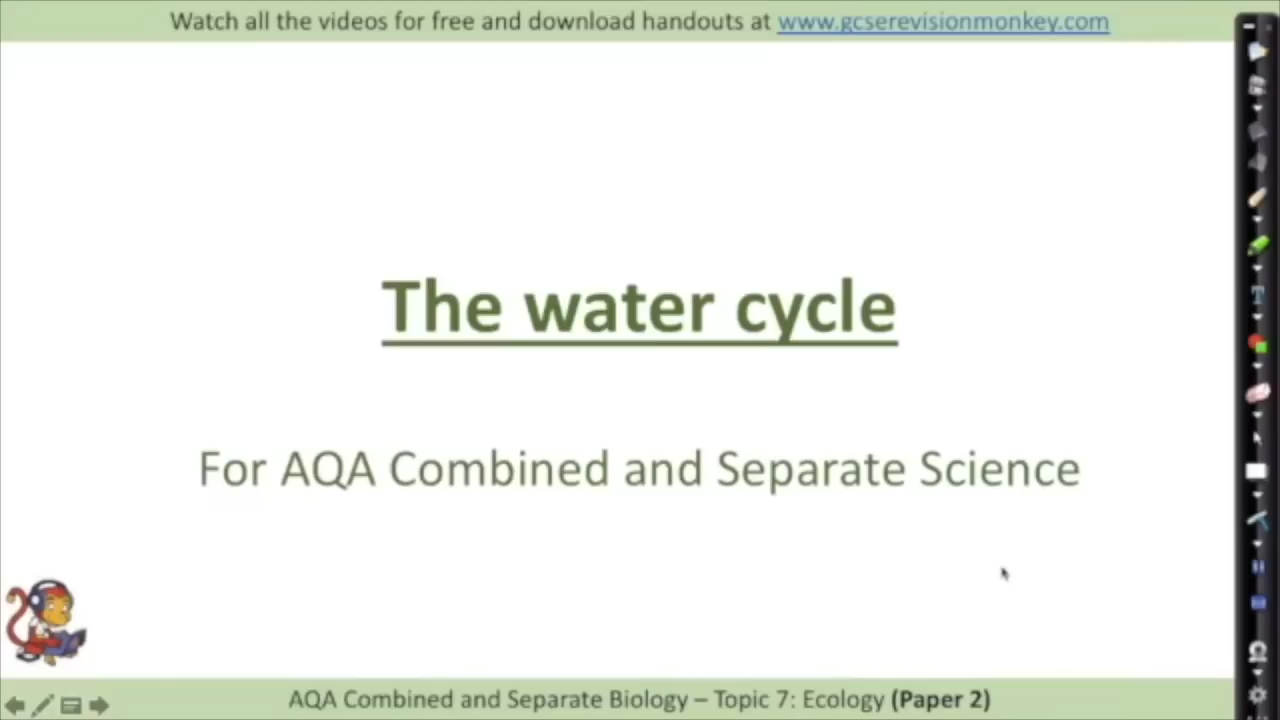 Watch all the videos for free and download handouts at www.gcserevisionmonkey.com
The water cycle
For AQA Combined and Separate Science
AQA Combined and Separate Biology – Topic 7: Ecology (Paper 2)